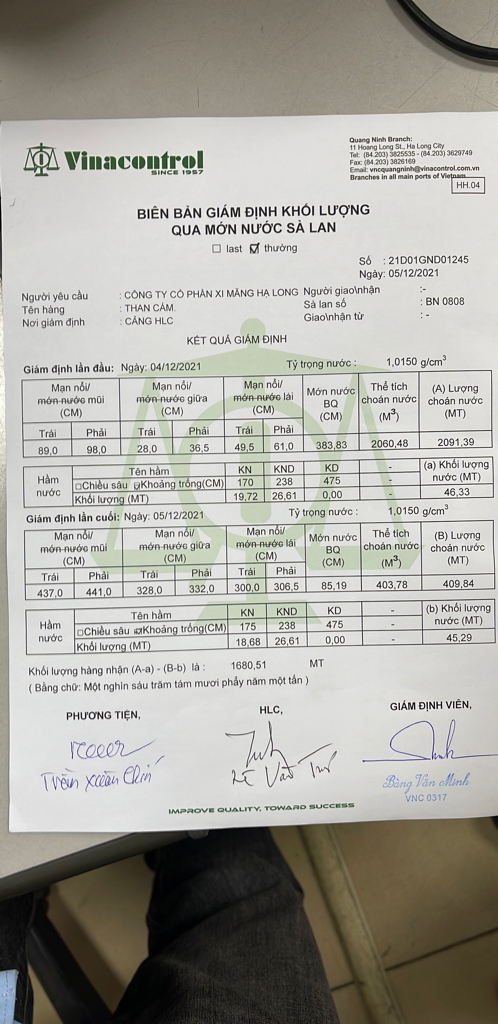 Vinacontrol
SINCE 1957
Quang Ninh Branch:
11 Hoang Long St., Ha Long City
Tel: (84.203) 3825535 - (84.203) 3629749
Fax: (84.203) 3826169
Email: vncquangninh@vinacontrol.com.vn
Branches in all main ports of Vietnam
HH.04
BIÊN BẢN GIÁM ĐỊNH KHỐI LƯỢNG
QUA MỚN NƯỚC SÀ LAN
last thường
Số : 21D01GND01245
Ngày: 05/12/2021
Người yêu cầu : CÔNG TY CỔ PHẦN XI MĂNG HẠ LONG Người giao\nhận :-
Tên hàng : THAN CÁM. Sà lan số : BN 0808
Nơi giám định : CẢNG HLC Giao\nhận từ : -
KẾT QUẢ GIÁM ĐỊNH
Giám định lần đầu: Ngày: 04/12/2021 Tỷ trọng nước : 1,0150 g/cm3
Mạn nổi/ món nước mũi (CM) Mạn nổi/ món nước giữa (CM) Mạn nổi/ món nước lái (CM) Mớn nước BQ (CM) Thể tích choán nước (M3) (A) Lượng choán nước (MT)
Trái Phải Trái Phải Trái Phải
89,0 98,0 28,0 36,5 49,5 61,0 383,83 2060,48 2091,39
Hầm nước Tên hầm KN KND KD - (a) Khối lượng nước (MT)
Chiều sâu Khoảng trống(CM) 170 238 475 -
Khối lượng (MT) 19,72 26,61 0,00 - 46,33
Giám định lần cuối: Ngày: 05/12/2021 Tỷ trọng nước : 1,0150 g/cm3
Mạn nổi/ món nước mũi (CM) Mạn nổi/ món nước giữa (CM) Mạn nổi/ món nước lái (CM) Mớn nước BQ (CM) Thể tích choán nước (M3) (B) Lượng choán nước (MT)
Trái Phải Trái Phải Trái Phải
437,0 441,0 328,0 332,0 300,0 306,5 85,19 403,78 409,84
Hầm nước Tên hầm KN KND KD - (b) Khối lượng nước (MT)
Chiều sâu Khoảng trống(CM) 175 238 475 -
Khối lượng (MT) 18,68 26,61 0,00 - 45,29
Khối lượng hàng nhận (A-a) - (B-b) là : 1680,51 MT
( Bằng chữ: Một nghìn sáu trăm tám mươi phẩy năm một tấn )
PHƯƠNG TIỆN, HLC, GIÁM ĐỊNH VIÊN,
Trần Xuân Lê Văn
Bàng Văn Minh
VNC 0317
IMPROVE QUALITY, TOWARD SUCCESS